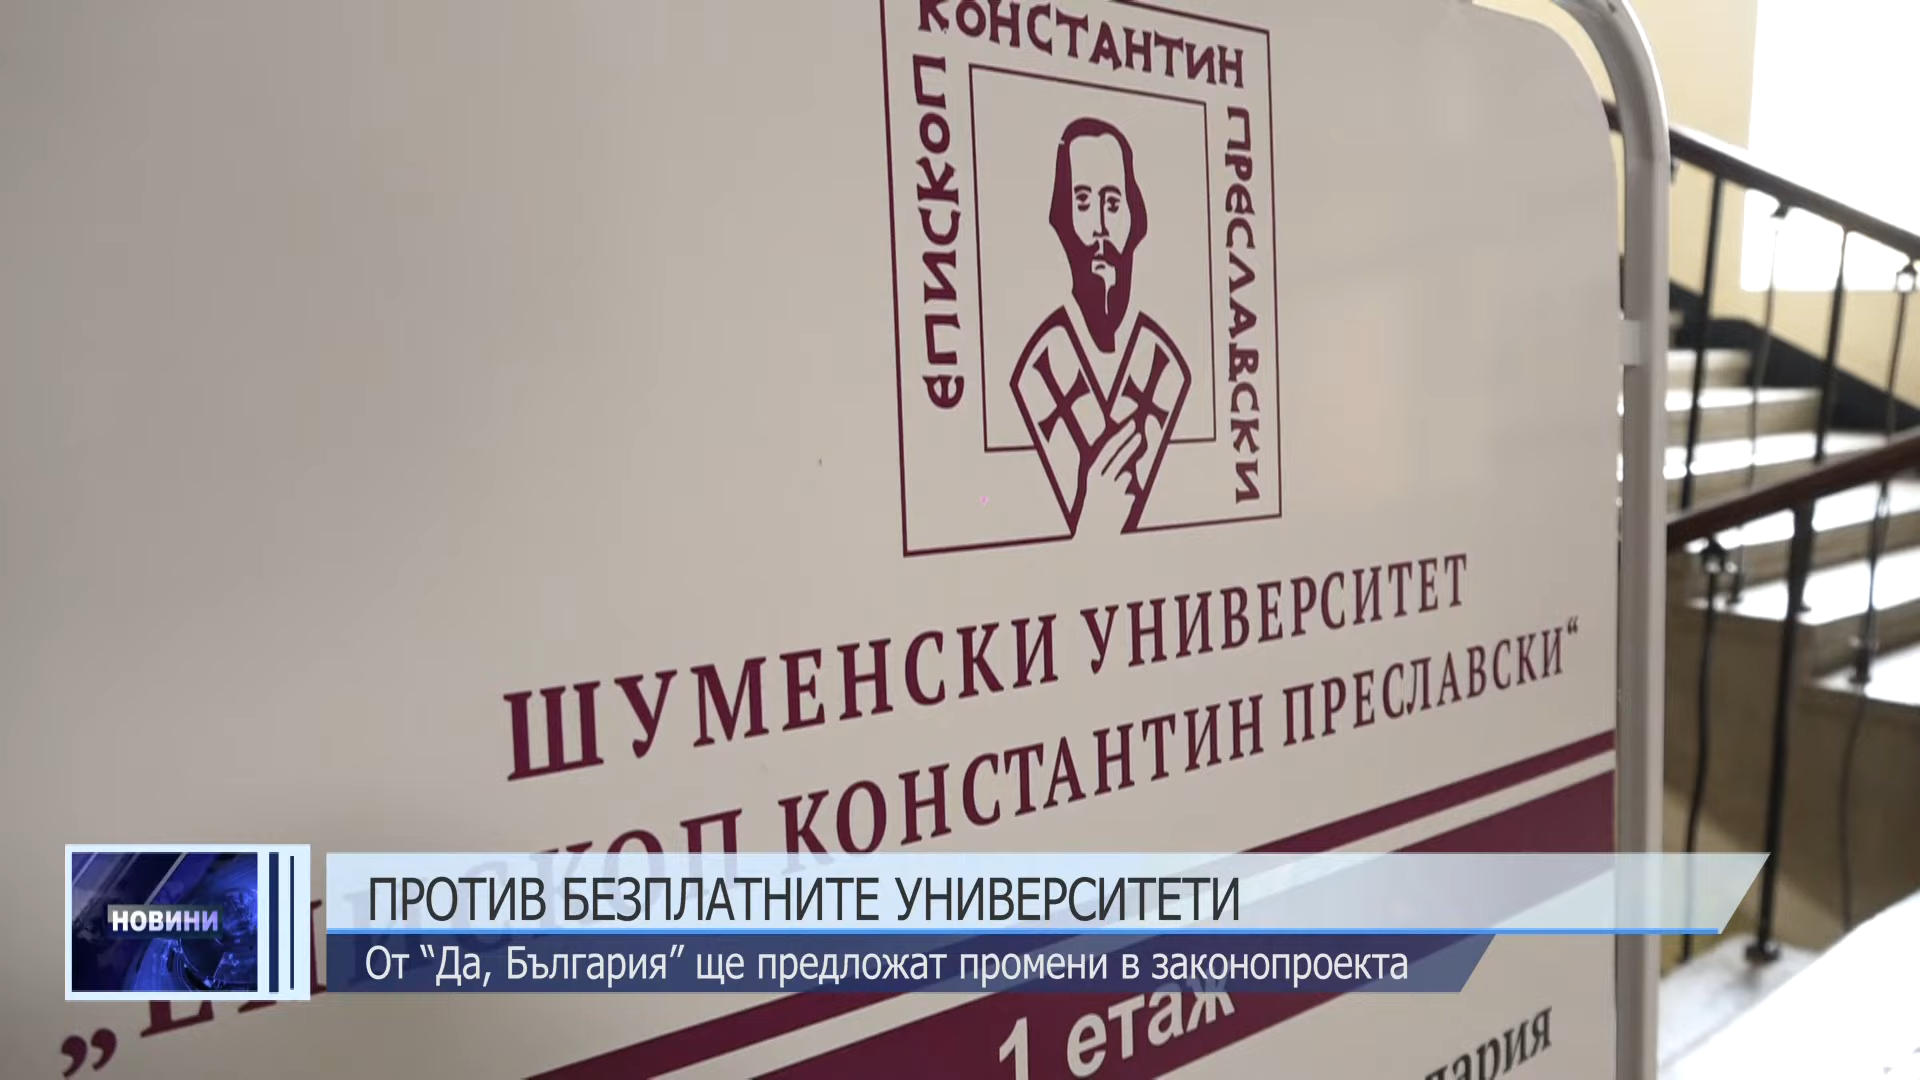 КОНСТАНТИН
ЕПИСКОП
ПРЕСЛАВСКИ
ШУМЕНСКИ УНИВЕРСИТЕТ
„ЕПИСКОП КОНСТАНТИН ПРЕСЛАВСКИ“
НОВИНИ
ПРОТИВ БЕЗПЛАТНИТЕ УНИВЕРСИТЕТИ
От “Да, България” ще предложат промени в законопроекта
1 етаж